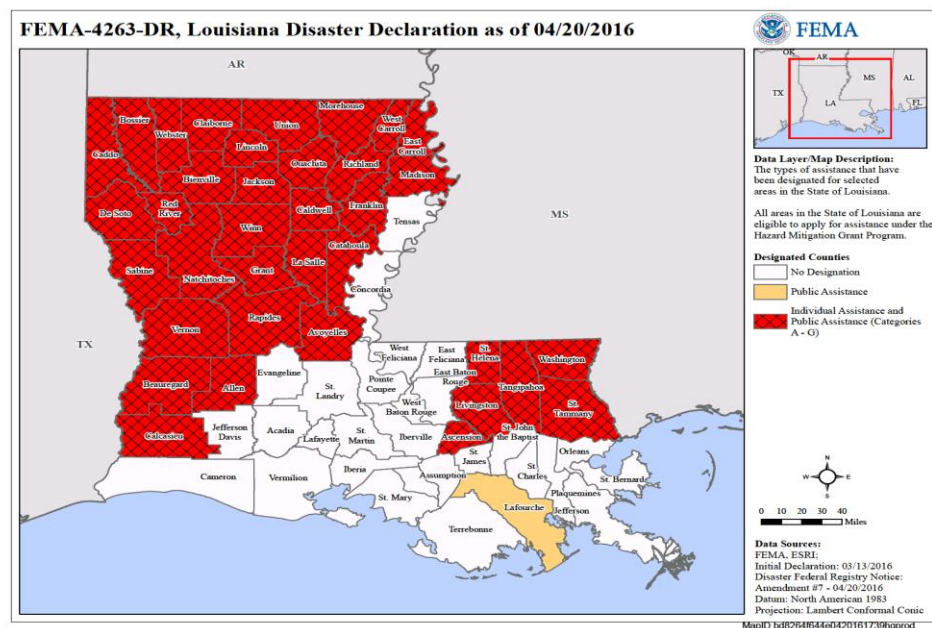 FEMA-4263-DR, Louisiana Disaster Declaration as of 04/20/2016
FEMA
AR
OK
AR
TX
MS
AL
LA
FL
Morehouse
Bossier
Claiborne
Union
West
Carroll
Webster
Lincoln
East
Carroll
Caddo
Ouachita
Richland
Madison
Bienville
Jackson
De Soto
Red
River
Caldwell
Franklin
Tensas
Winn
MS
Catahoula
La Salle
Sabine
Grant
Natchitoches
Concordia
Rapides
Vernon
Avoyelles
TX
West
Feliciana
East
Feliciana
St.
Helena
Washington
Evangeline
East Baton
Rouge
Beauregard
Allen
Pointe
Coupee
Tangipahoa
St.
Landry
West
Baton Rouge
Livingston
St.
Tammany
Jefferson
Davis
Calcasieu
Acadia
Lafayette
St.
Martin
Iberville
Ascension
St. John
the Baptist
St.
James
Orleans
Cameron
Vermilion
Iberia
Assumption
St.
Charles
St. Bernard
St. Mary
Plaquemines
Lafourche
Jefferson
Terrebonne
Data Layer/Map Description:
The types of assistance that have
been designated for selected
areas in the State of Louisiana.
All areas in the State of Louisiana are
eligible to apply for assistance under the
Hazard Mitigation Grant Program.
Designated Counties
No Designation
Public Assistance
Individual Assistance and
Public Assistance (Categories
A - G)
N
W
E
S
0 10 20 30 40
Miles
Data Sources:
FEMA, ESRI;
Initial Declaration: 03/13/2016
Disaster Federal Registry Notice:
Amendment #7 - 04/20/2016
Datum: North American 1983
Projection: Lambert Conformal Conic
MapID bd8264f644e0420161739hqprod